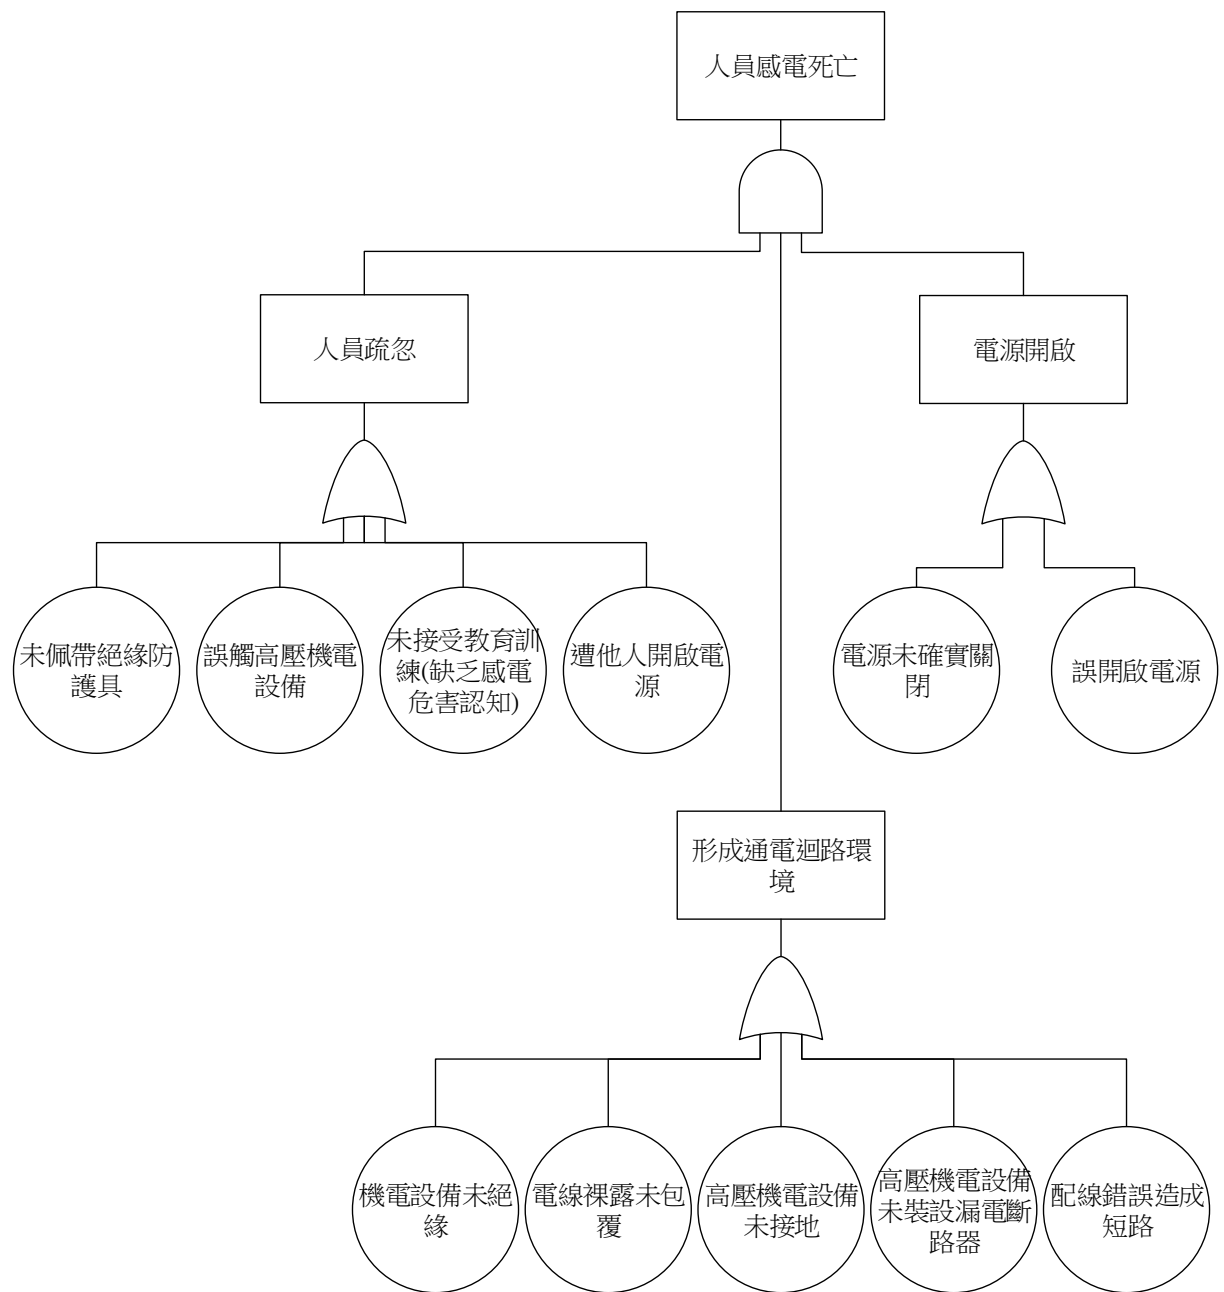 人員感電死亡
人員疏忽
電源開啟
未佩帶絕緣防
護具
誤觸高壓機電
設備
未接受教育訓
練(缺乏感電
危害認知)
遭他人開啟電
源
電源未確實關
閉
誤開啟電源
形成通電迴路環
境
機電設備未絕
緣
電線裸露未包
覆
高壓機電設備
未接地
高壓機電設備
未裝設漏電斷
路器
配線錯誤造成
短路